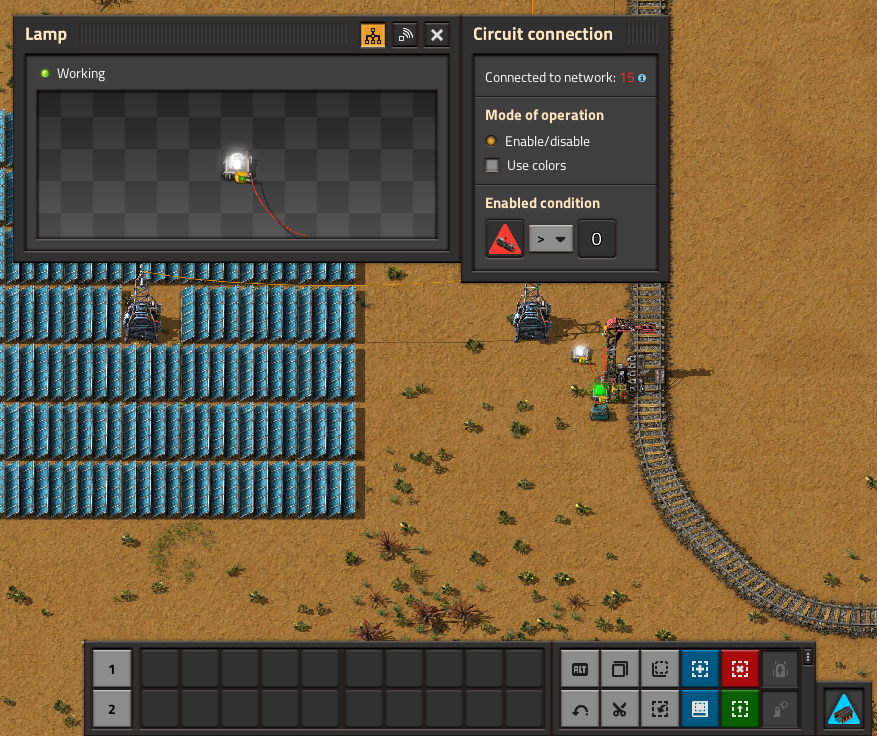 Lamp
Circuit connection
Working
Connected to network: 15
Mode of operation
Enable/disable
Use colors
Enabled condition
> 0
1
ALT
2